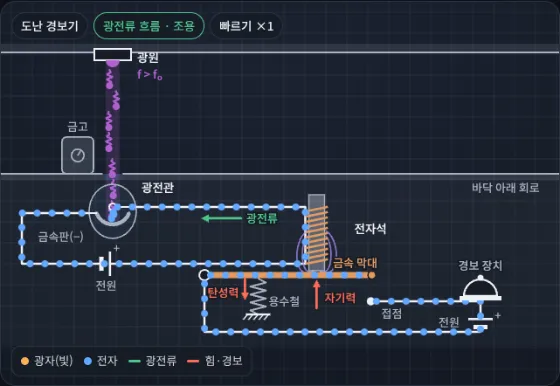 도난 경보기
광전류 흐름 · 조용
빠르기 ×1
광원
f > f₀
금고
광전관
바닥 아래 회로
광전류
전자석
금속판(−)
+
전원
금속 막대
탄성력
용수철
자기력
경보 장치
접점
전원
+
광자(빛)
전자
광전류
힘·경보